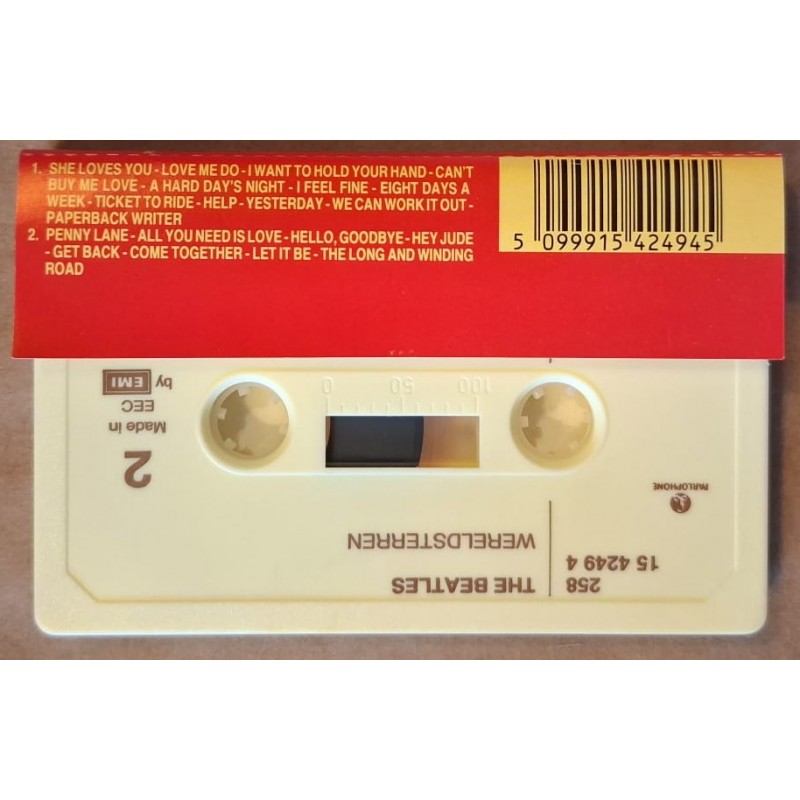 1. SHE LOVES YOU - LOVE ME DO - I WANT TO HOLD YOUR HAND - CAN'T
BUY ME LOVE - A HARD DAY'S NIGHT - I FEEL FINE - EIGHT DAYS A
WEEK - TICKET TO RIDE - HELP - YESTERDAY - WE CAN WORK IT OUT -
PAPERBACK WRITER
2. PENNY LANE - ALL YOU NEED IS LOVE - HELLO, GOODBYE - HEY JUDE
- GET BACK - COME TOGETHER - LET IT BE - THE LONG AND WINDING
ROAD
5 099915 424945
258
15 4249 4
THE BEATLES
WERELDSTERREN
PARLOPHONE
2
Made in
EEC
by EMI
100 50 0